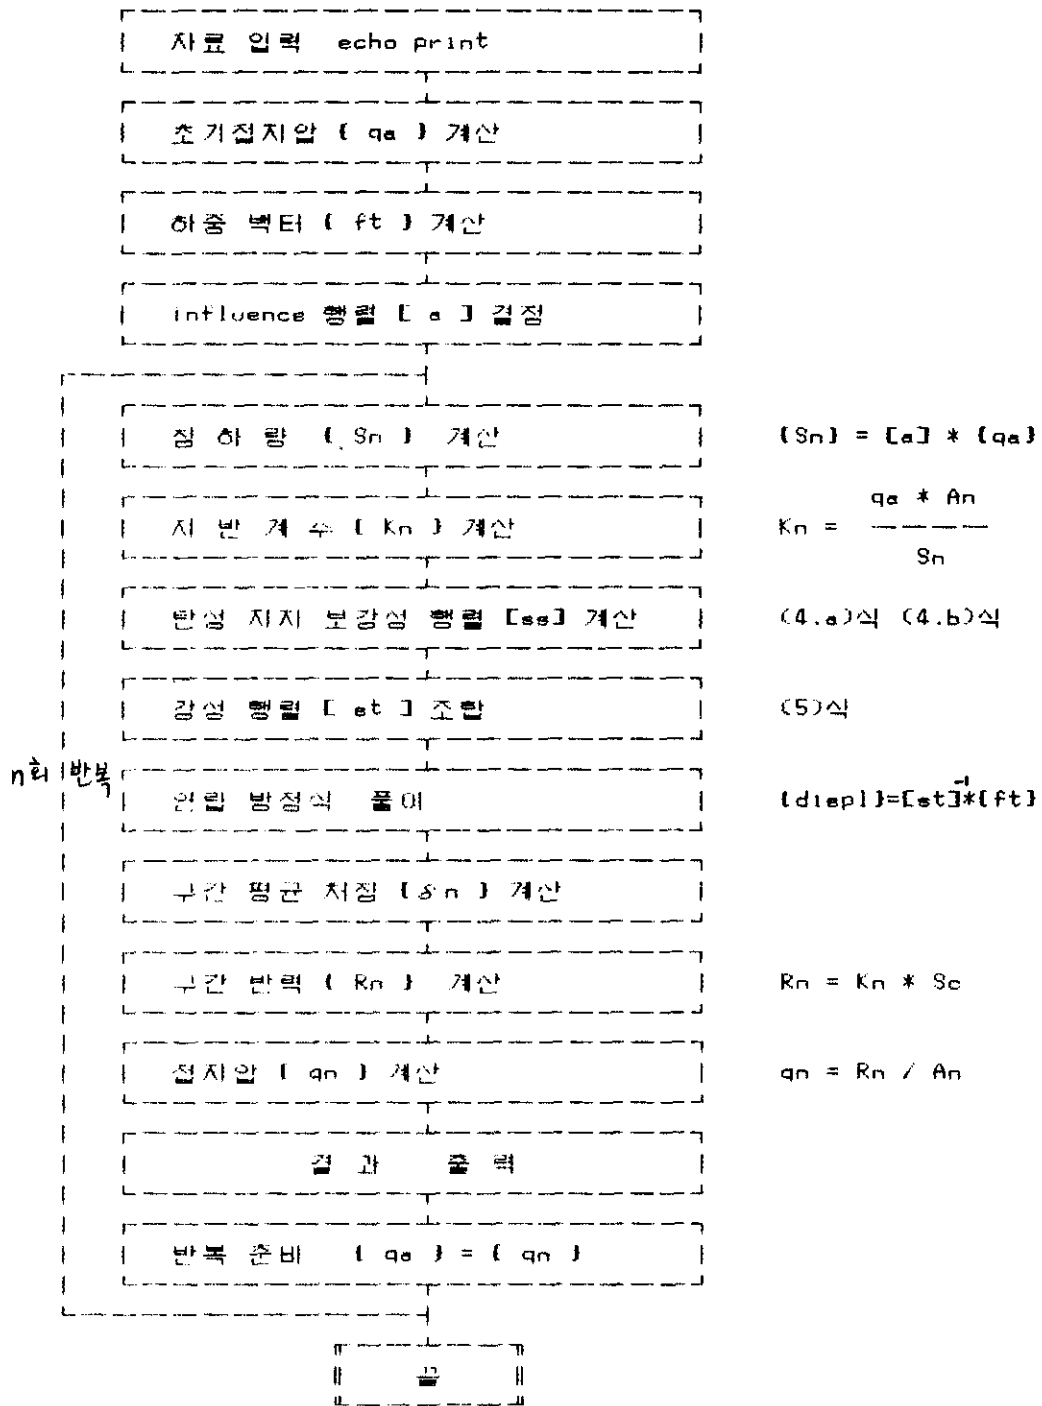 자료 입력 echo print
초기접지압 { qa } 계산
하중 벡터 { ft } 계산
influence 행렬 [ a ] 결정
침 하 량 { Sn } 계산 {Sn} = [a] * {qa}
지 반 계 수 { Kn } 계산 Kn = qa * An / Sn
탄성 지지 보강성 행렬 [ss] 계산 (4.a)식 (4.b)식
강성 행렬 [ st ] 조합 (5)식
n회 반복
연립 방정식 풀이 {displ}=[st]⁻¹*{ft}
구간 평균 처짐 {δn } 계산
구간 반력 { Rn } 계산 Rn = Kn * Sc
접지압 { qn } 계산 qn = Rn / An
결 과 출 력
반복 준비 { qa } = { qn }
끝